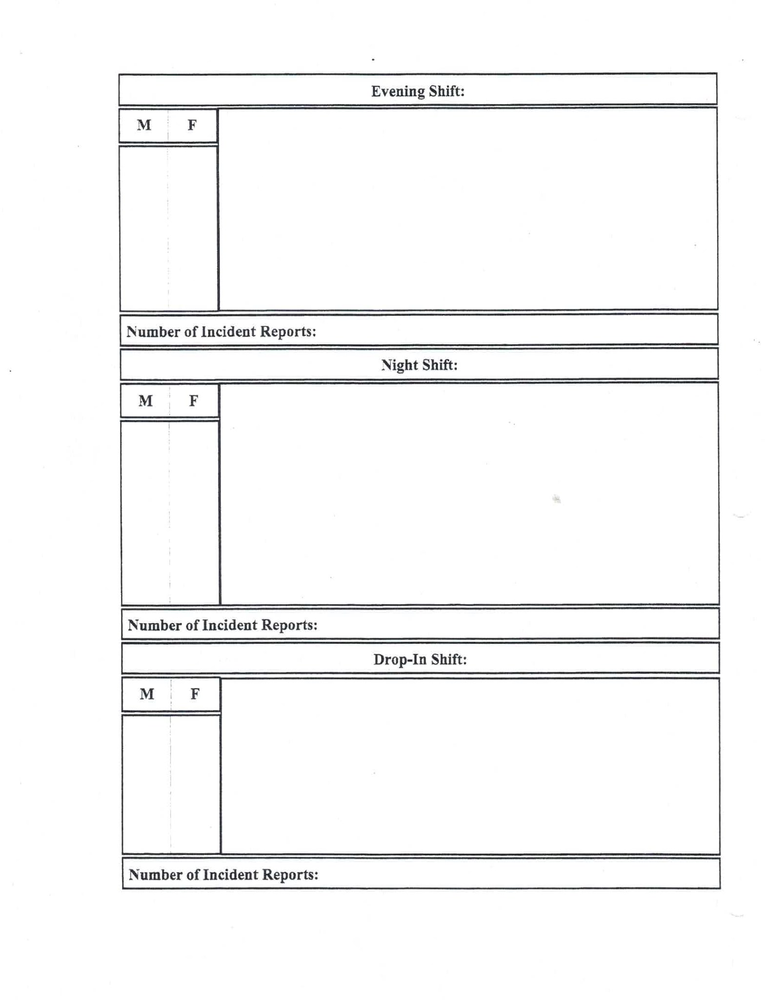 Evening Shift:
M F
Number of Incident Reports:
Night Shift:
M F
Number of Incident Reports:
Drop-In Shift:
M F
Number of Incident Reports: